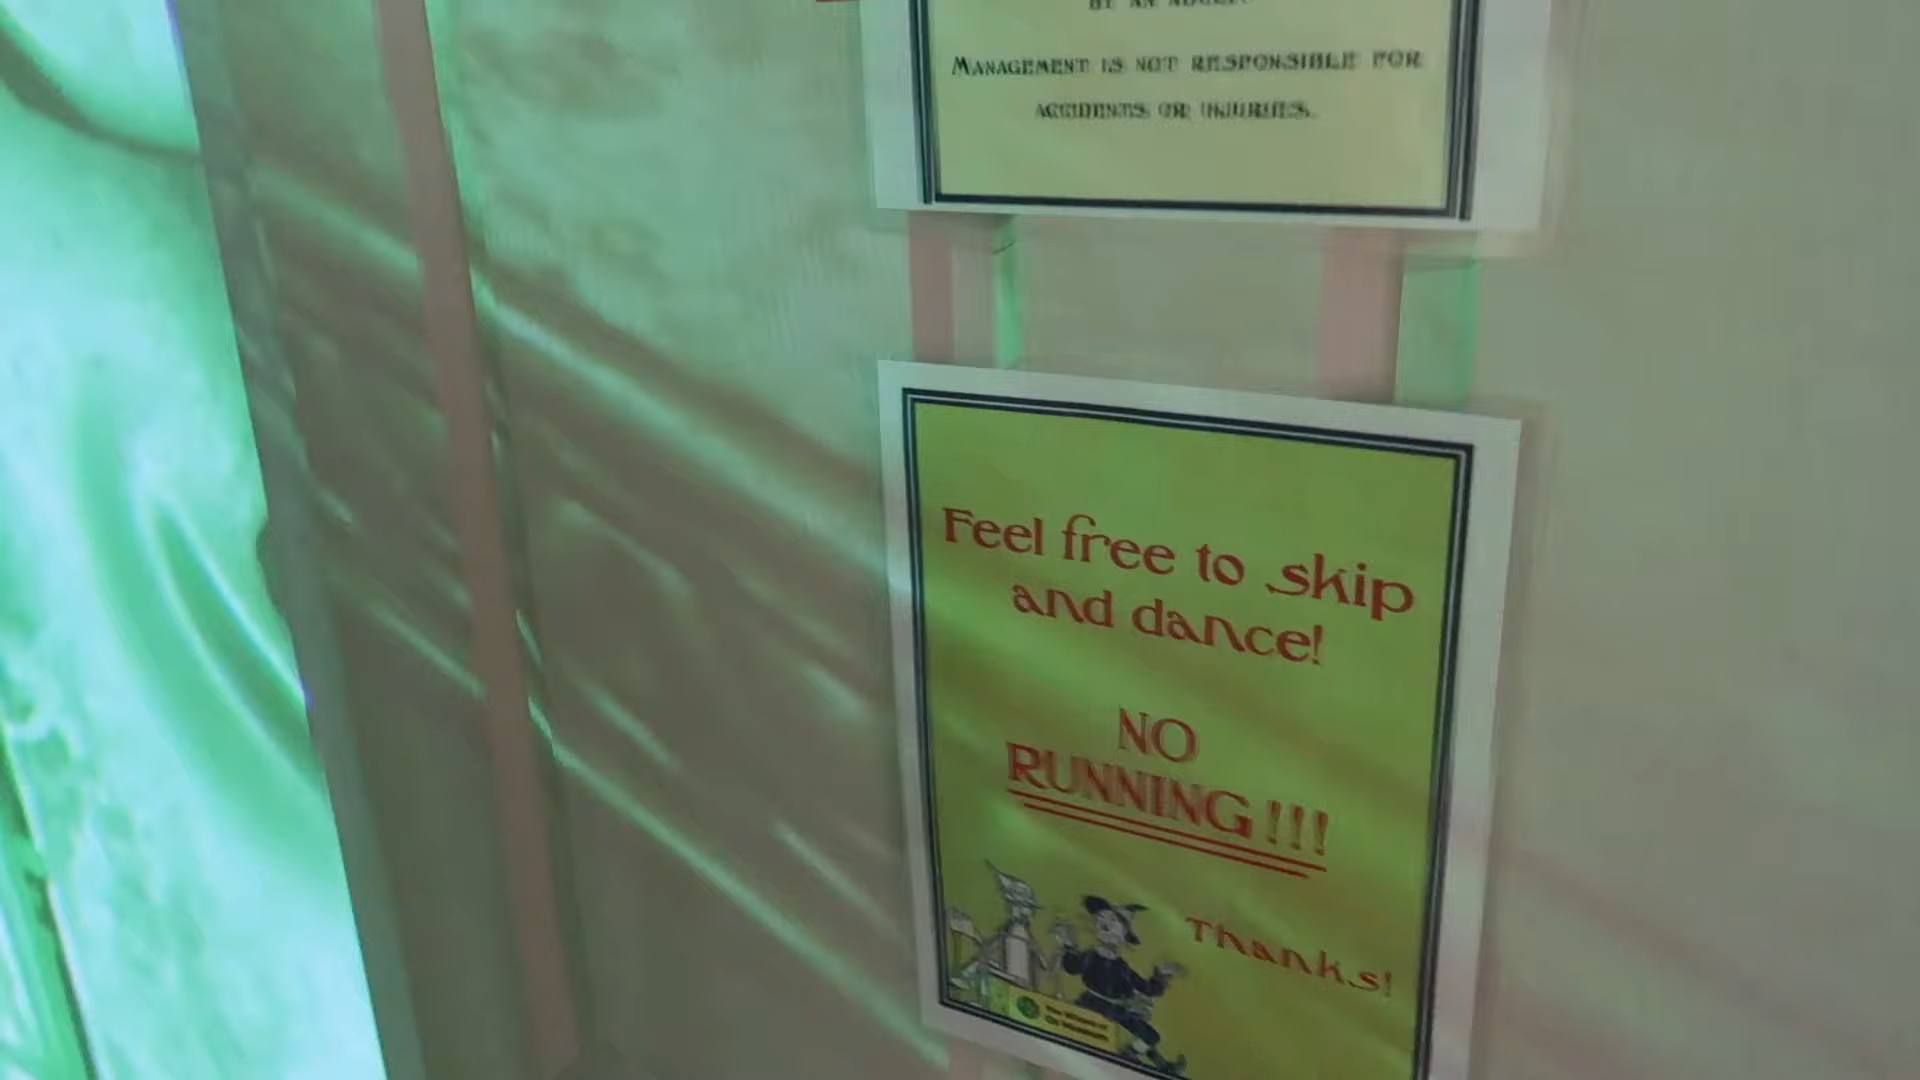 MANAGEMENT IS NOT RESPONSIBLE FOR
ACCIDENTS OR INJURIES.
Feel free to skip
and dance!
NO
RUNNING!!!
Thanks!